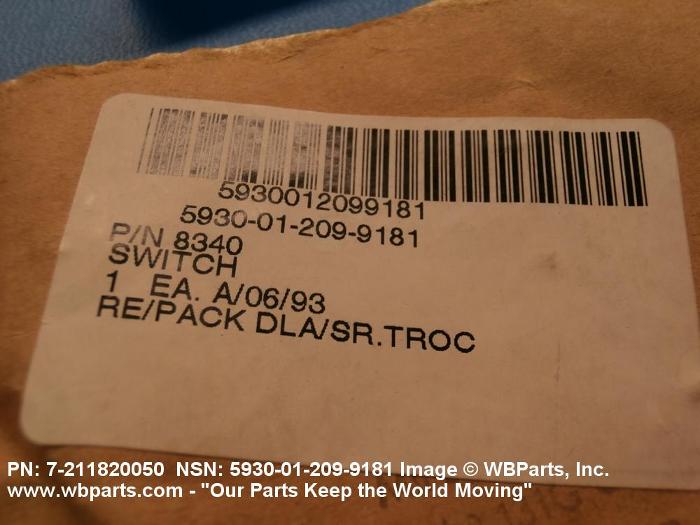 5930012099181
5930-01-209-9181
P/N 8340
SWITCH
1 EA. A/06/93
RE/PACK DLA/SR.TROC
PN: 7-211820050 NSN: 5930-01-209-9181 Image © WBParts, Inc.
www.wbparts.com - "Our Parts Keep the World Moving"